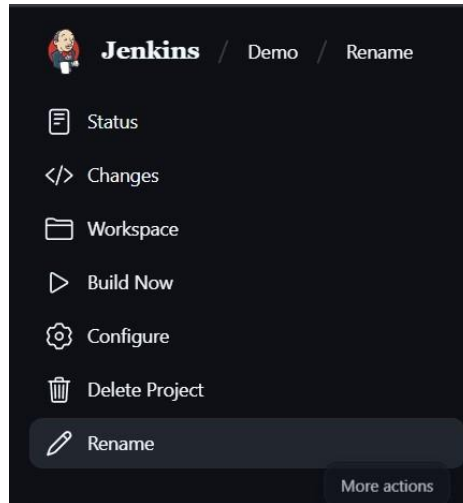 Jenkins / Demo / Rename
Status
Changes
Workspace
Build Now
Configure
Delete Project
Rename
More actions